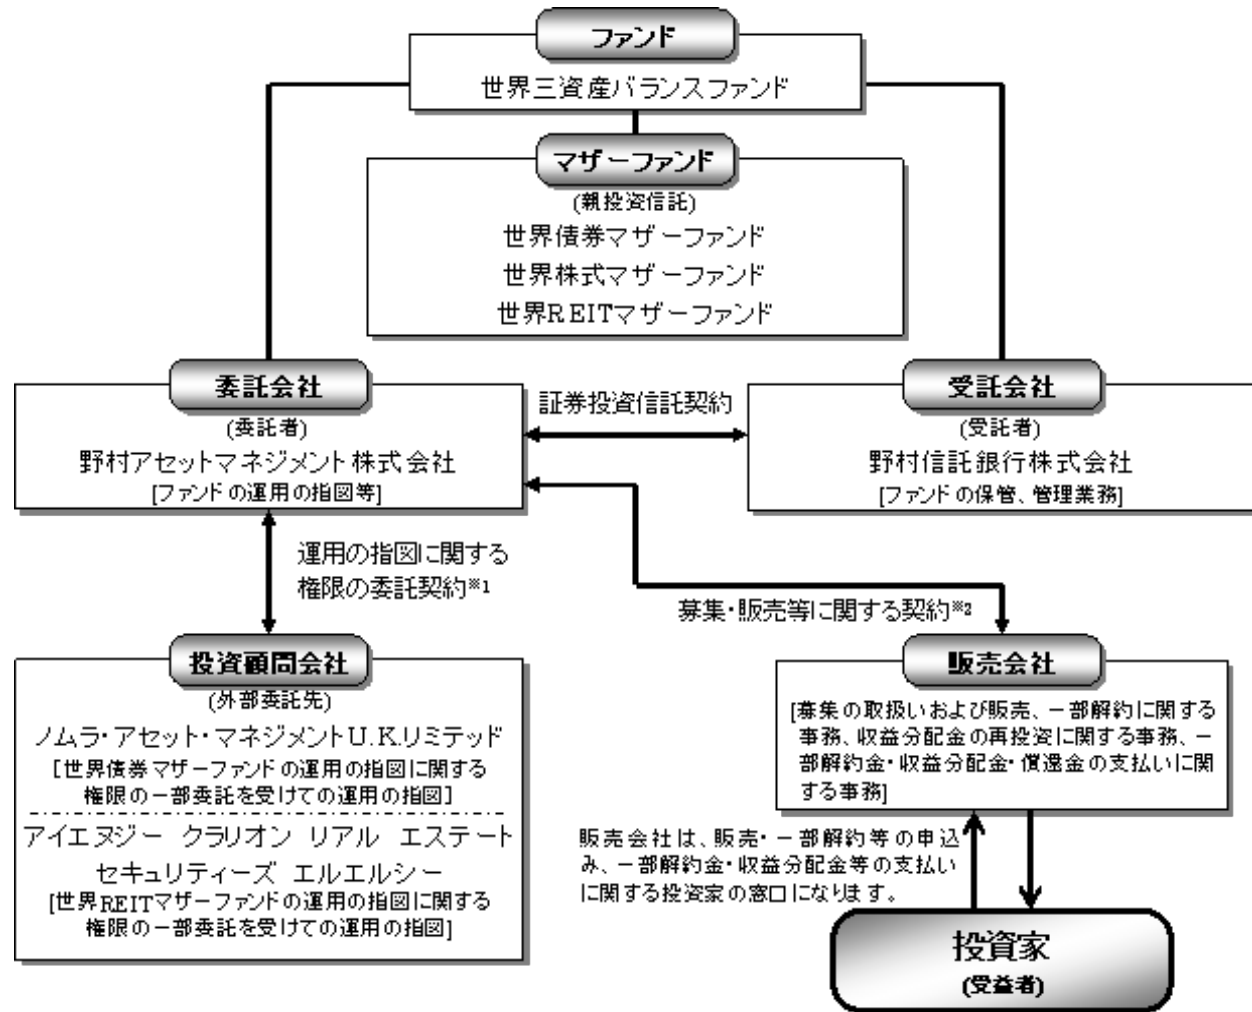 ファンド
世界三資産バランスファンド
マザーファンド
(親投資信託)
世界債券マザーファンド
世界株式マザーファンド
世界REITマザーファンド
委託会社
(委託者)
野村アセットマネジメント株式会社
[ファンドの運用の指図等]
証券投資信託契約
受託会社
(受託者)
野村信託銀行株式会社
[ファンドの保管、管理業務]
運用の指図に関する
権限の委託契約※1
募集・販売等に関する契約※2
投資顧問会社
(外部委託先)
ノムラ・アセット・マネジメントU.K.リミテッド
[世界債券マザーファンドの運用の指図に関する
権限の一部委託を受けての運用の指図]
アイエヌジー クラリオン リアル エステート
セキュリティーズ エルエルシー
[世界REITマザーファンドの運用の指図に関する
権限の一部委託を受けての運用の指図]
販売会社
[募集の取扱いおよび販売、一部解約に関する
事務、収益分配金の再投資に関する事務、一
部解約金・収益分配金・償還金の支払いに関
する事務]
販売会社は、販売・一部解約等の申込
み、一部解約金・収益分配金等の支払い
に関する投資家の窓口になります。
投資家
(受益者)